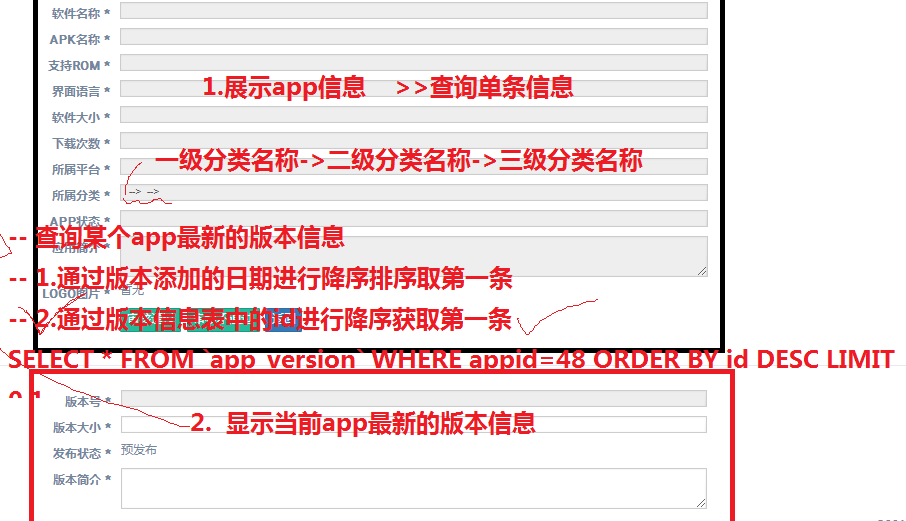 软件名称 *
APK名称 *
支持ROM *
1.展示app信息 >>查询单条信息
界面语言 *
软件大小 *
下载次数 *
一级分类名称->二级分类名称->三级分类名称
所属平台 *
所属分类 * --> -->
APP状态 *
-- 查询某个app最新的版本信息
应用简介 *
-- 1.通过版本添加的日期进行降序排序取第一条
LOGO图片 * 暂无
-- 2.通过版本信息表中的id进行降序获取第一条
SELECT * FROM `app_version` WHERE appid=48 ORDER BY id DESC LIMIT
0,1
版本号 *
2. 显示当前app最新的版本信息
版本大小 *
发布状态 * 预发布
版本简介 *